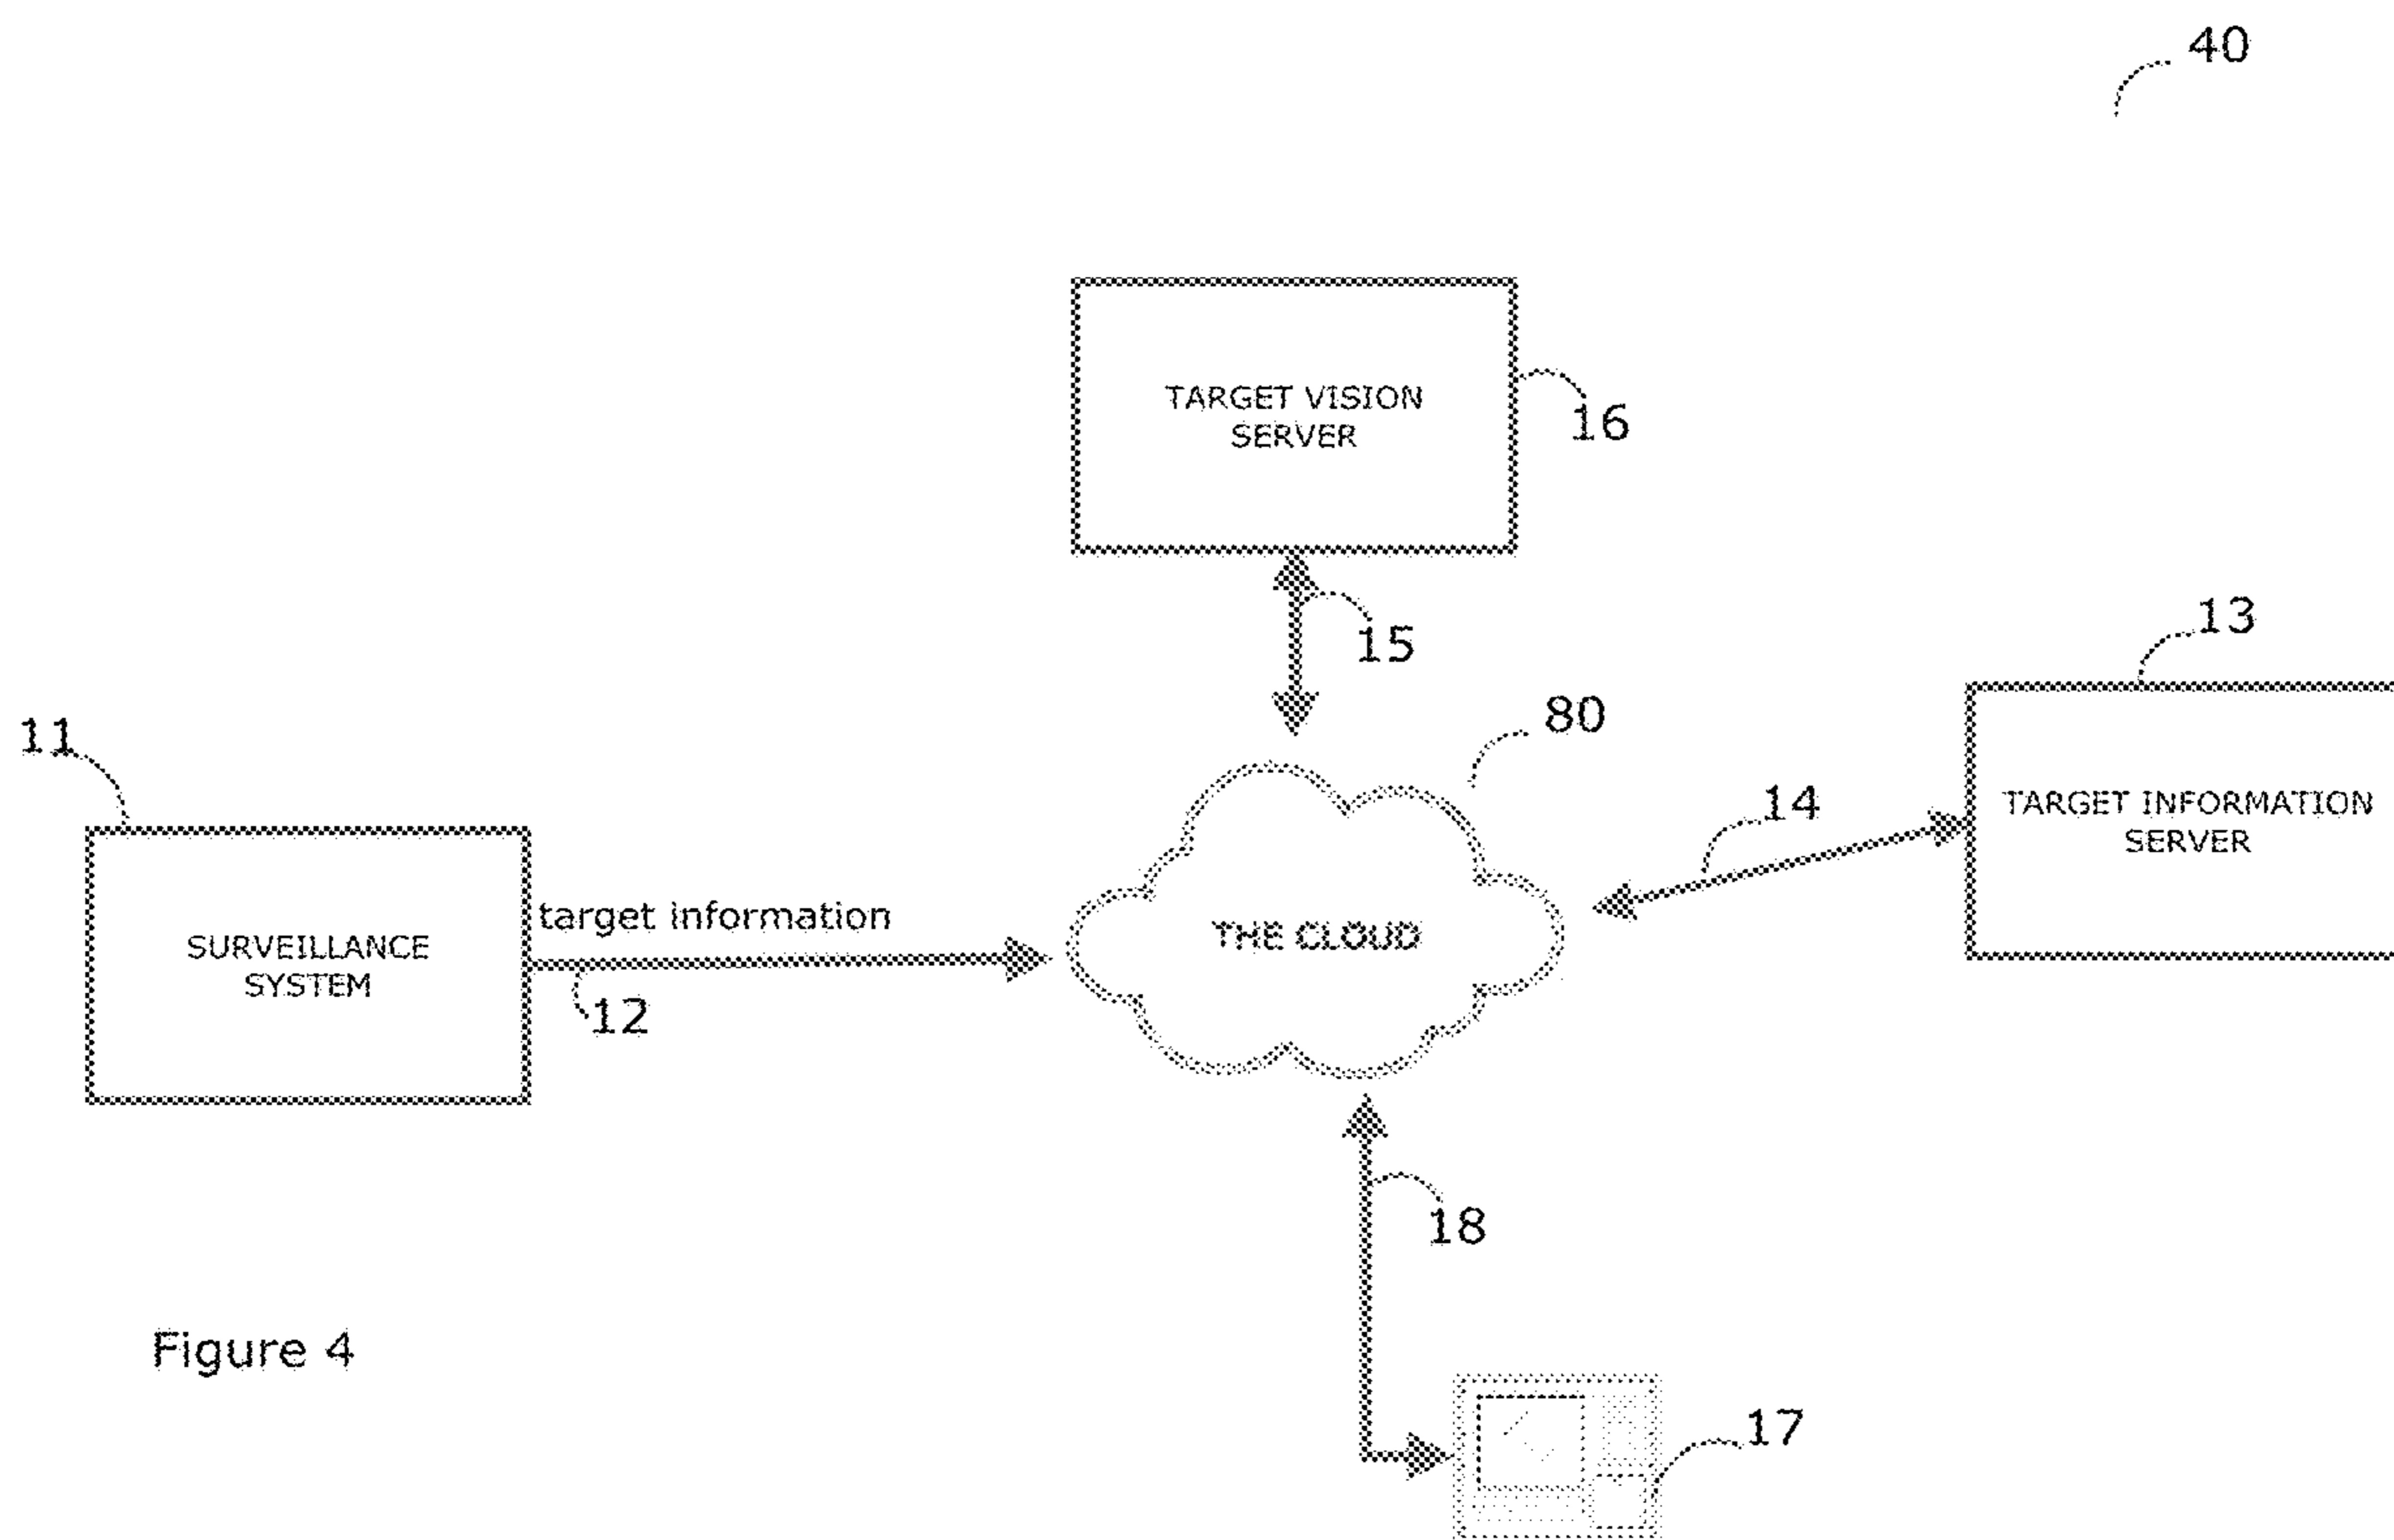 40
TARGET VISION
SERVER
16
15
13
80
11
14
TARGET INFORMATION
SERVER
target information
THE CLOUD
SURVEILLANCE
SYSTEM
12
18
Figure 4
17